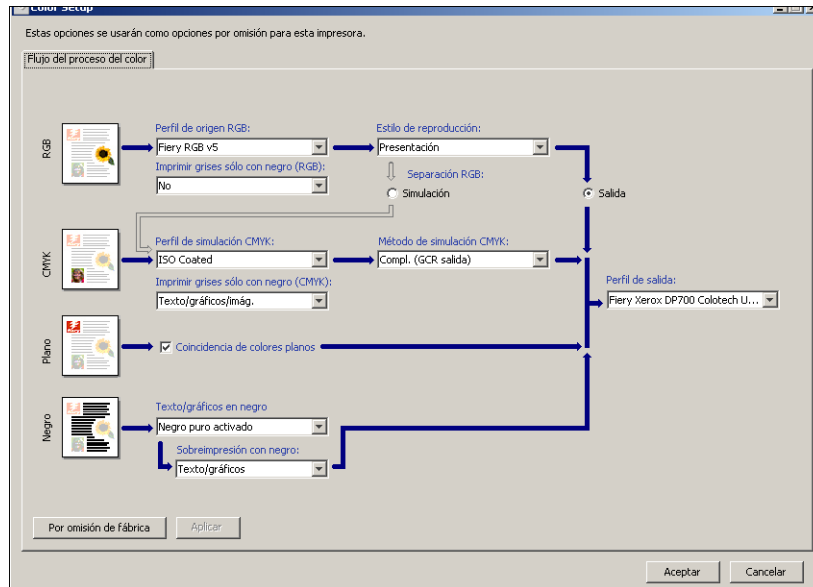 Color Setup
Estas opciones se usarán como opciones por omisión para esta impresora.
Flujo del proceso del color
RGB
Perfil de origen RGB:
Fiery RGB v5
Estilo de reproducción:
Presentación
Imprimir grises sólo con negro (RGB):
No
Separación RGB:
Simulación
Salida
CMYK
Perfil de simulación CMYK:
ISO Coated
Método de simulación CMYK:
Compl. (GCR salida)
Imprimir grises sólo con negro (CMYK):
Texto/gráficos/imág.
Perfil de salida:
Fiery Xerox DP700 Colotech U...
Plano
Coincidencia de colores planos
Negro
Texto/gráficos en negro
Negro puro activado
Sobreimpresión con negro:
Texto/gráficos
Por omisión de fábrica
Aplicar
Aceptar
Cancelar